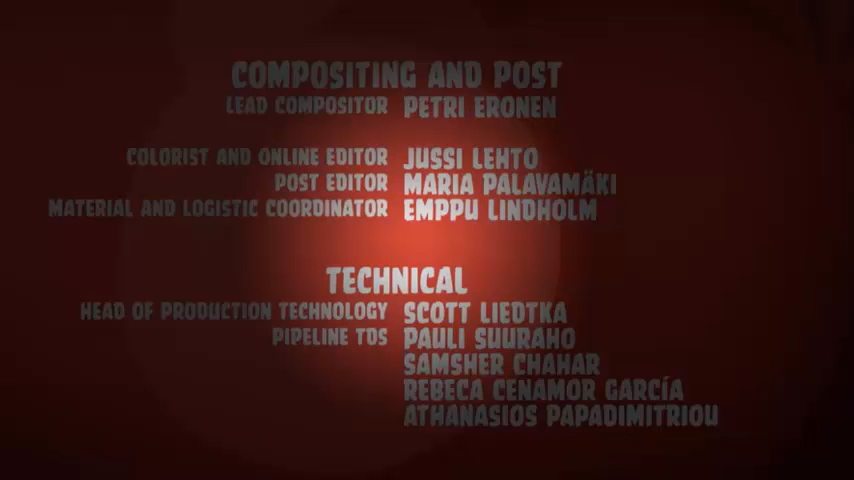 COMPOSITING AND POST
LEAD COMPOSITOR PETRI ERONEN
COLORIST AND ONLINE EDITOR JUSSI LEHTO
POST EDITOR MARIA PALAVAMÄKI
MATERIAL AND LOGISTIC COORDINATOR EMPPU LINDHOLM
TECHNICAL
HEAD OF PRODUCTION TECHNOLOGY SCOTT LIEDTKA
PIPELINE TDS PAULI SUURAHO
SAMSHER CHAHAR
REBECA CENAMOR GARCÍA
ATHANASIOS PAPADIMITRIOU